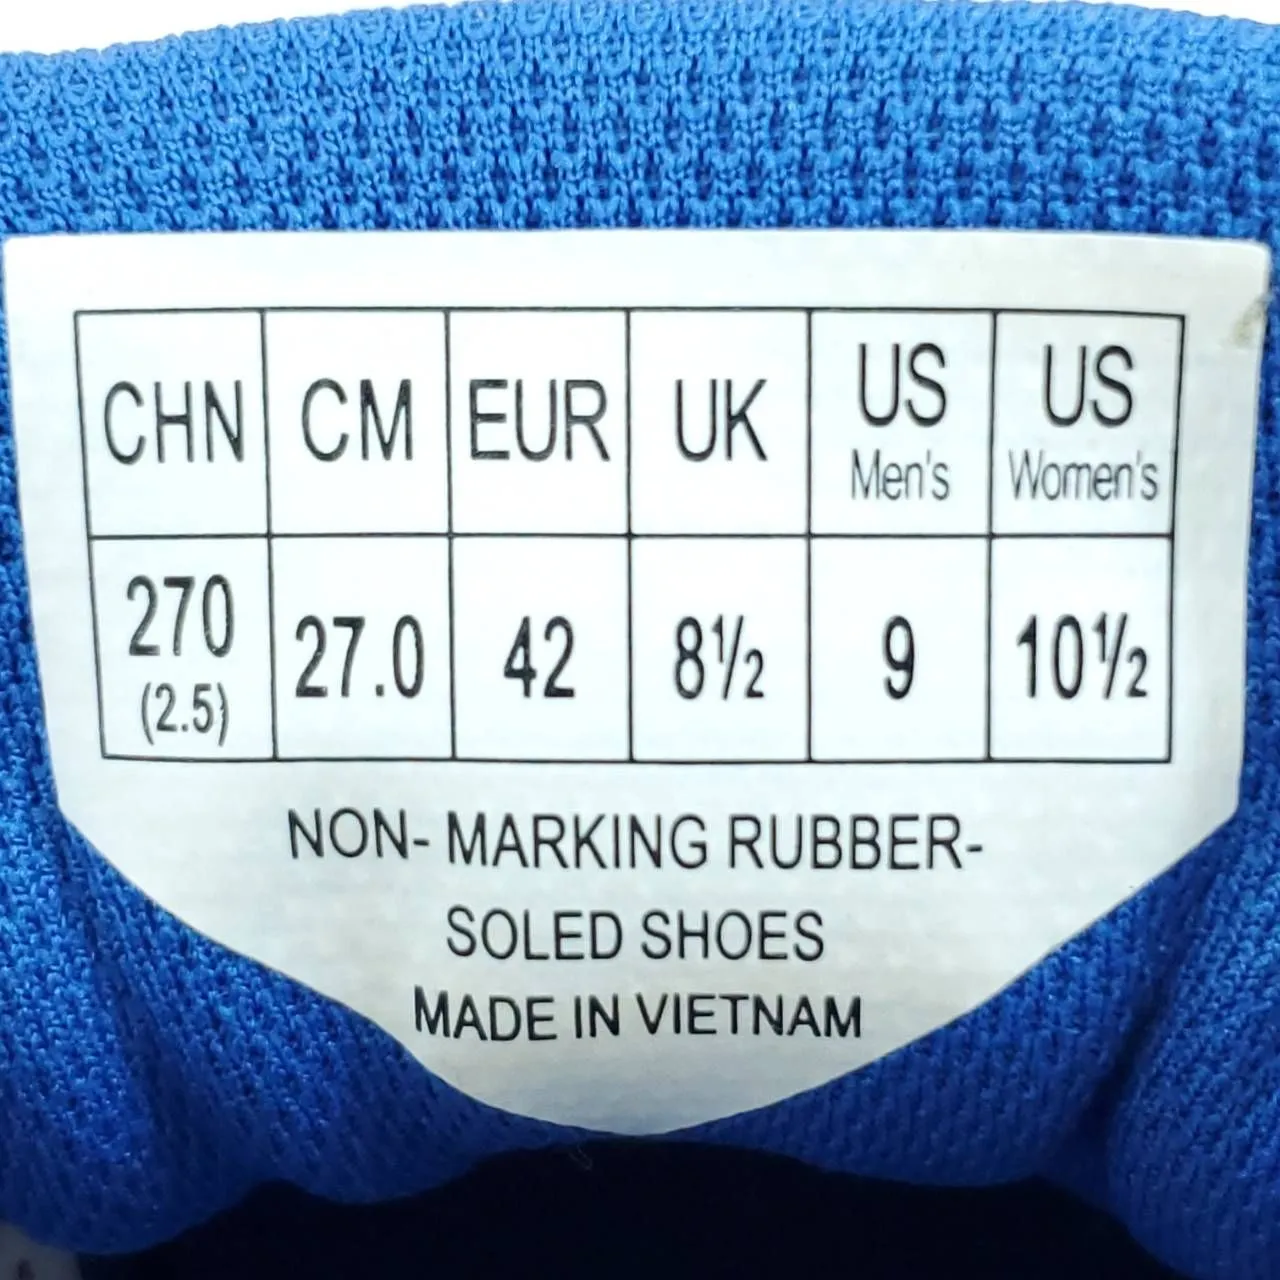 CHN CM EUR UK US Men's US Women's
270 (2.5) 27.0 42 8½ 9 10½
NON- MARKING RUBBER-
SOLED SHOES
MADE IN VIETNAM